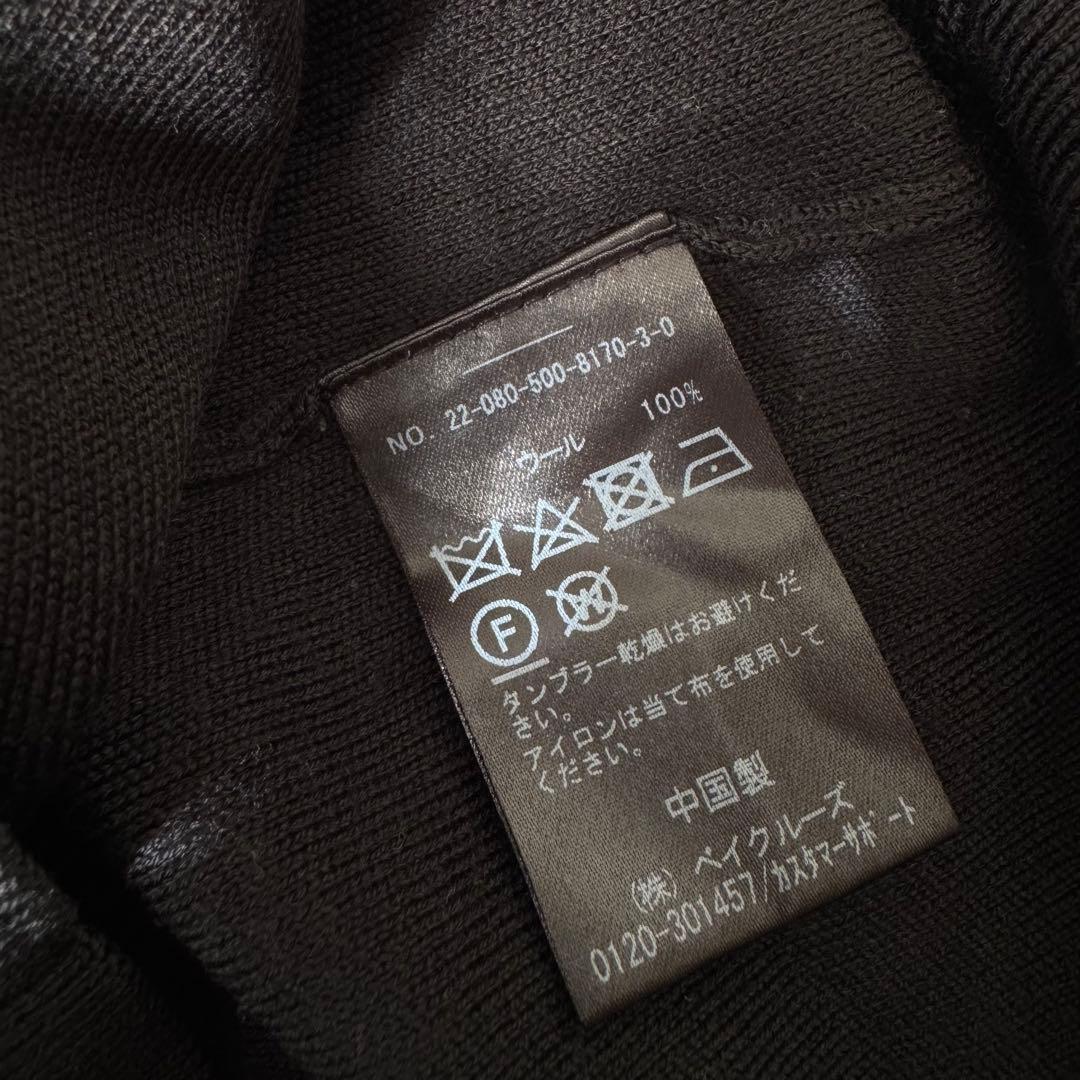 NO. 22-080-500-8170-3-0
ウール 100%
F W
タンブラー乾燥はお避けくだ
さい。
アイロンは当て布を使用して
ください。
中国製
(株) ベイクルーズ
0120-301457/カスタマーサポート